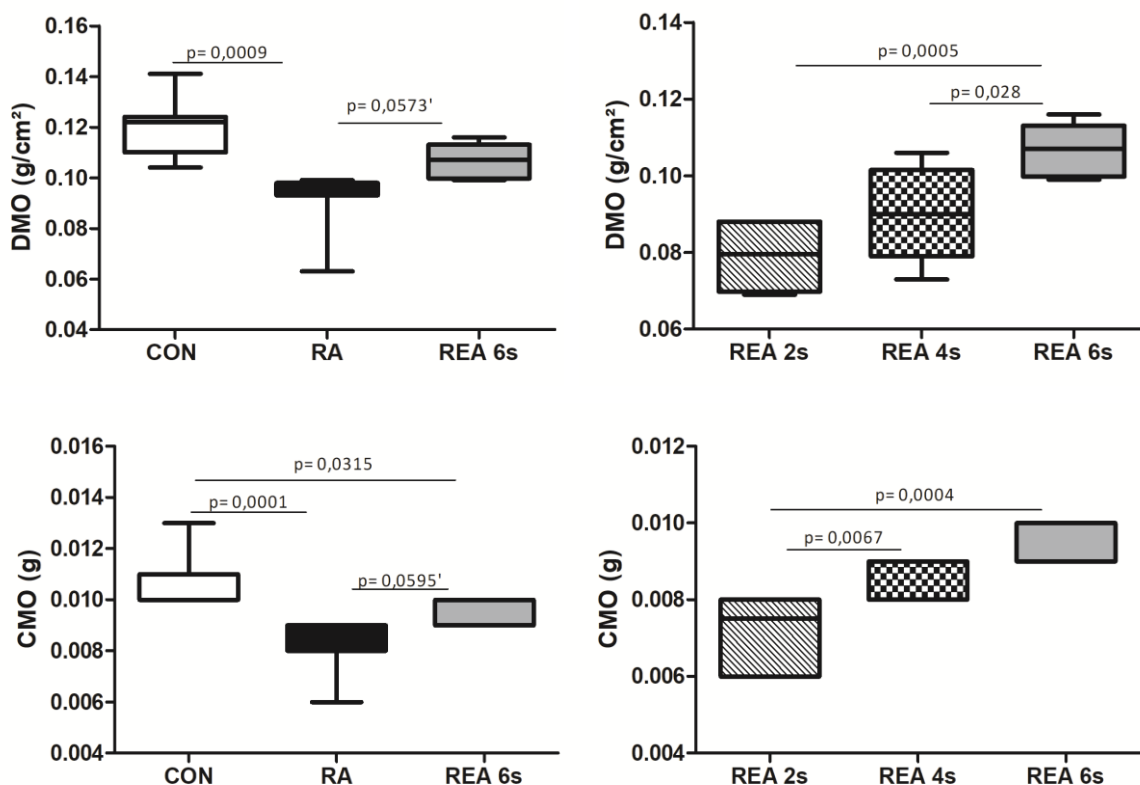 0.16
0.14
0.12
0.10
0.08
0.06
0.04
DMO (g/cm²)
p= 0,0009
p= 0,0573'
CON RA REA 6s
0.14
0.12
0.10
0.08
0.06
DMO (g/cm²)
p= 0,0005
p= 0,028
REA 2s REA 4s REA 6s
0.016
0.014
0.012
0.010
0.008
0.006
0.004
CMO (g)
p= 0,0315
p= 0,0001
p= 0,0595'
CON RA REA 6s
0.012
0.010
0.008
0.006
0.004
CMO (g)
p= 0,0004
p= 0,0067
REA 2s REA 4s REA 6s